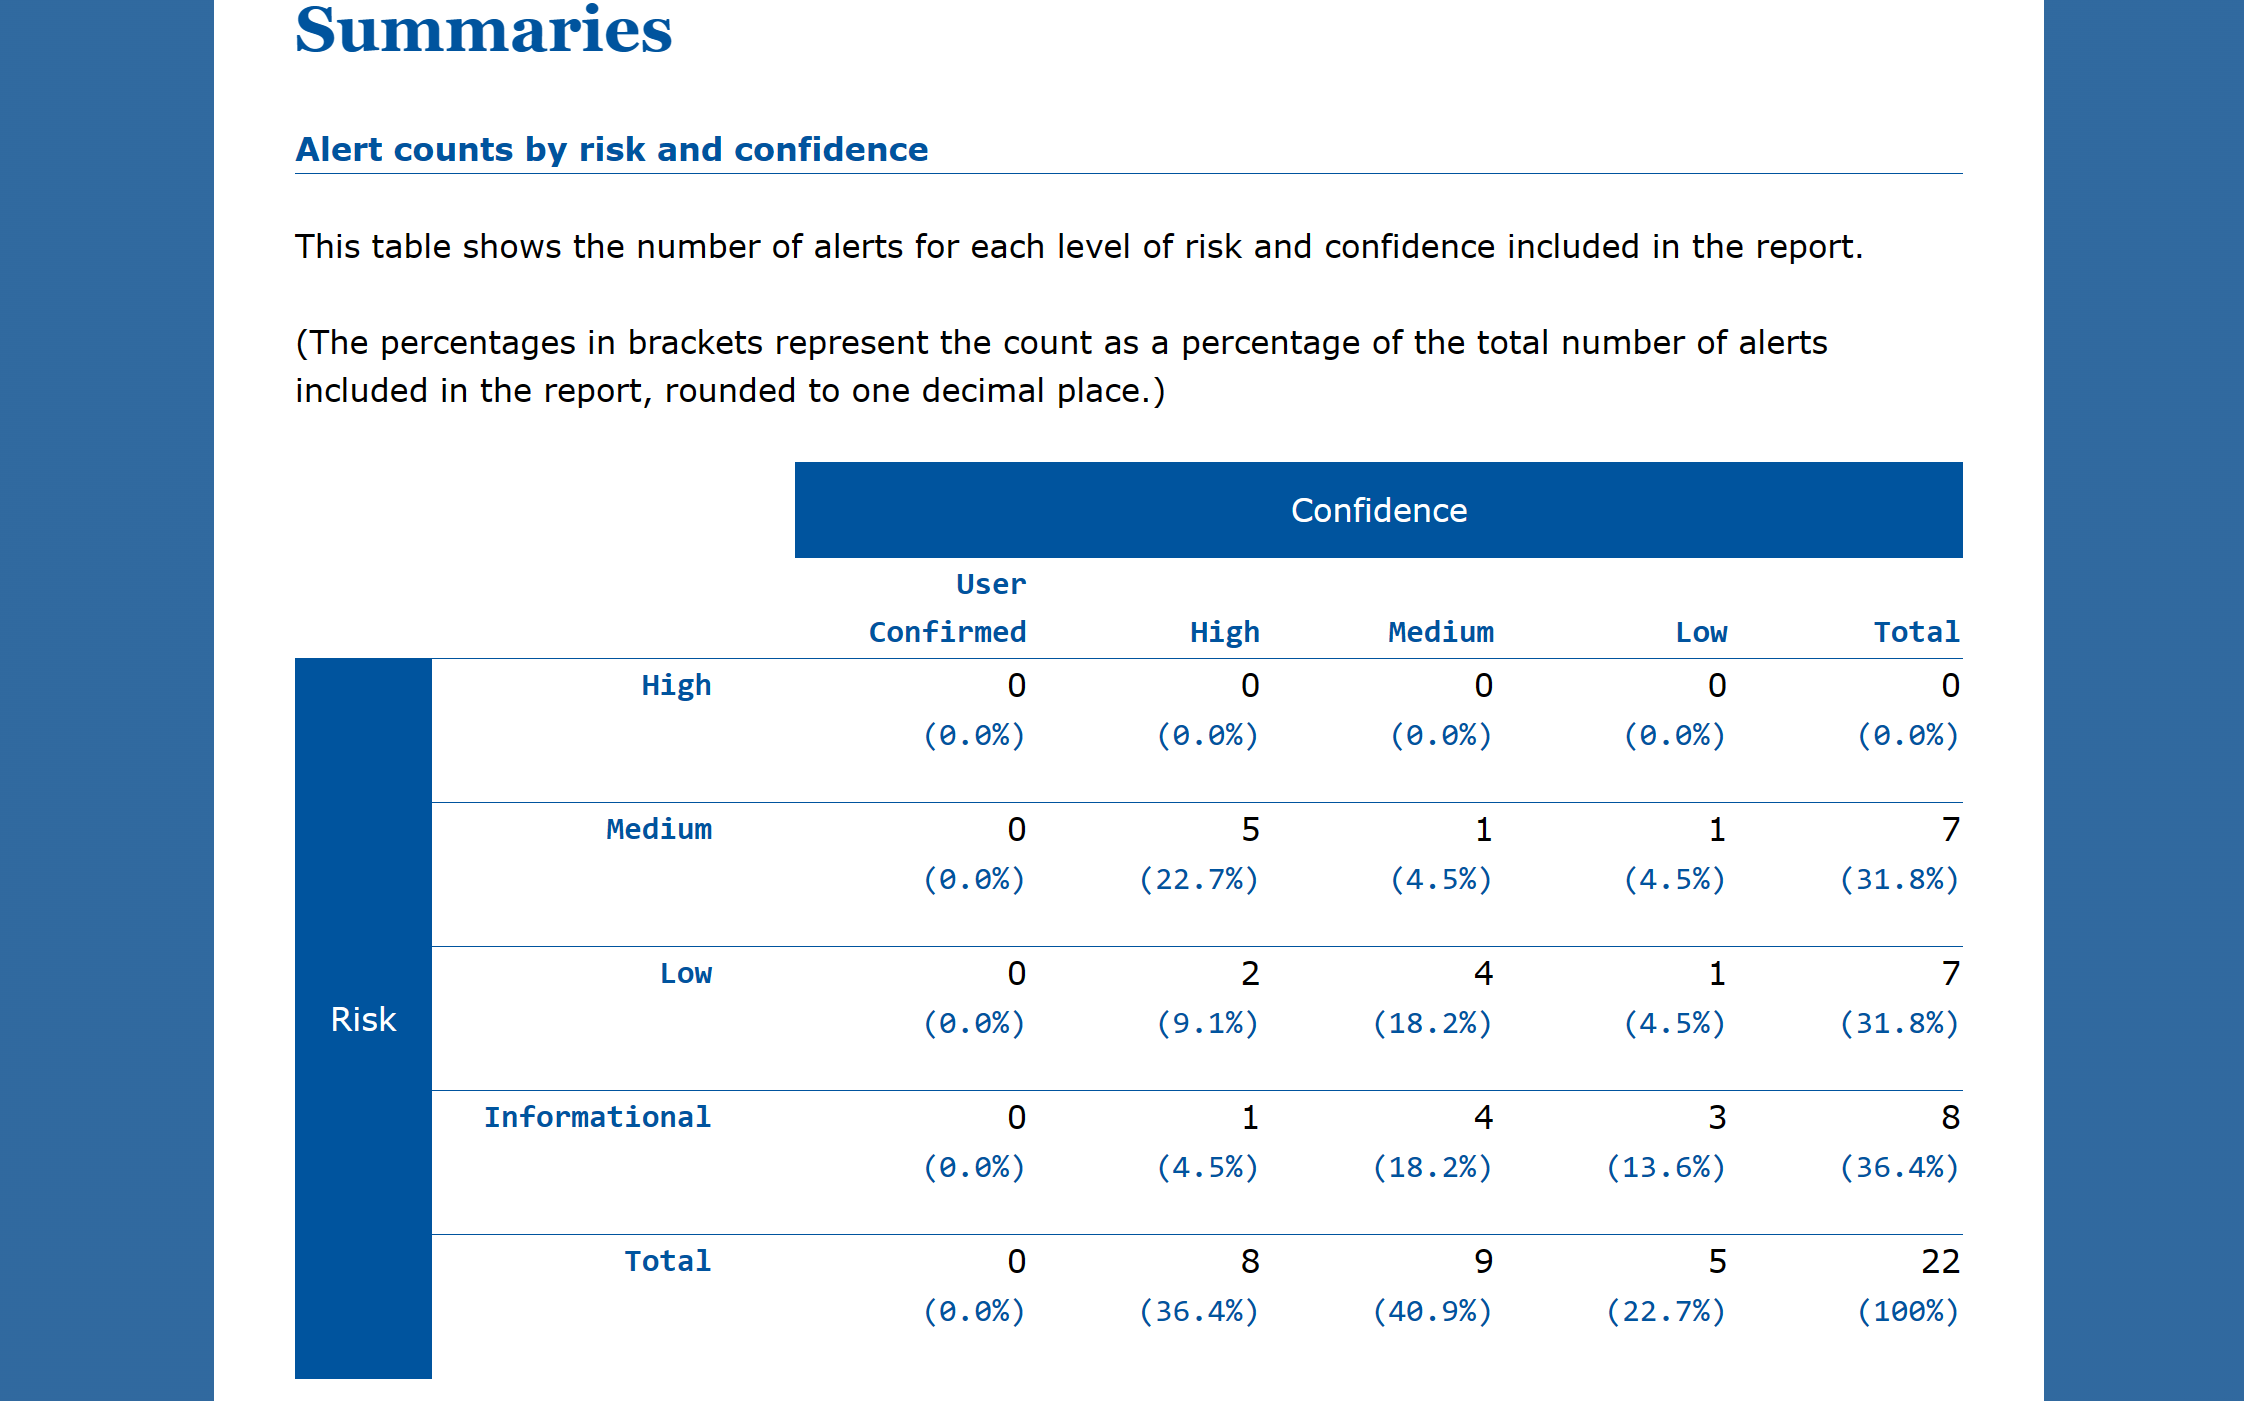 Summaries
Alert counts by risk and confidence
This table shows the number of alerts for each level of risk and confidence included in the report.
(The percentages in brackets represent the count as a percentage of the total number of alerts
included in the report, rounded to one decimal place.)
Confidence
User
Confirmed High Medium Low Total
High 0 0 0 0 0
(0.0%) (0.0%) (0.0%) (0.0%) (0.0%)
Medium 0 5 1 1 7
(0.0%) (22.7%) (4.5%) (4.5%) (31.8%)
Low 0 2 4 1 7
Risk
(0.0%) (9.1%) (18.2%) (4.5%) (31.8%)
Informational 0 1 4 3 8
(0.0%) (4.5%) (18.2%) (13.6%) (36.4%)
Total 0 8 9 5 22
(0.0%) (36.4%) (40.9%) (22.7%) (100%)